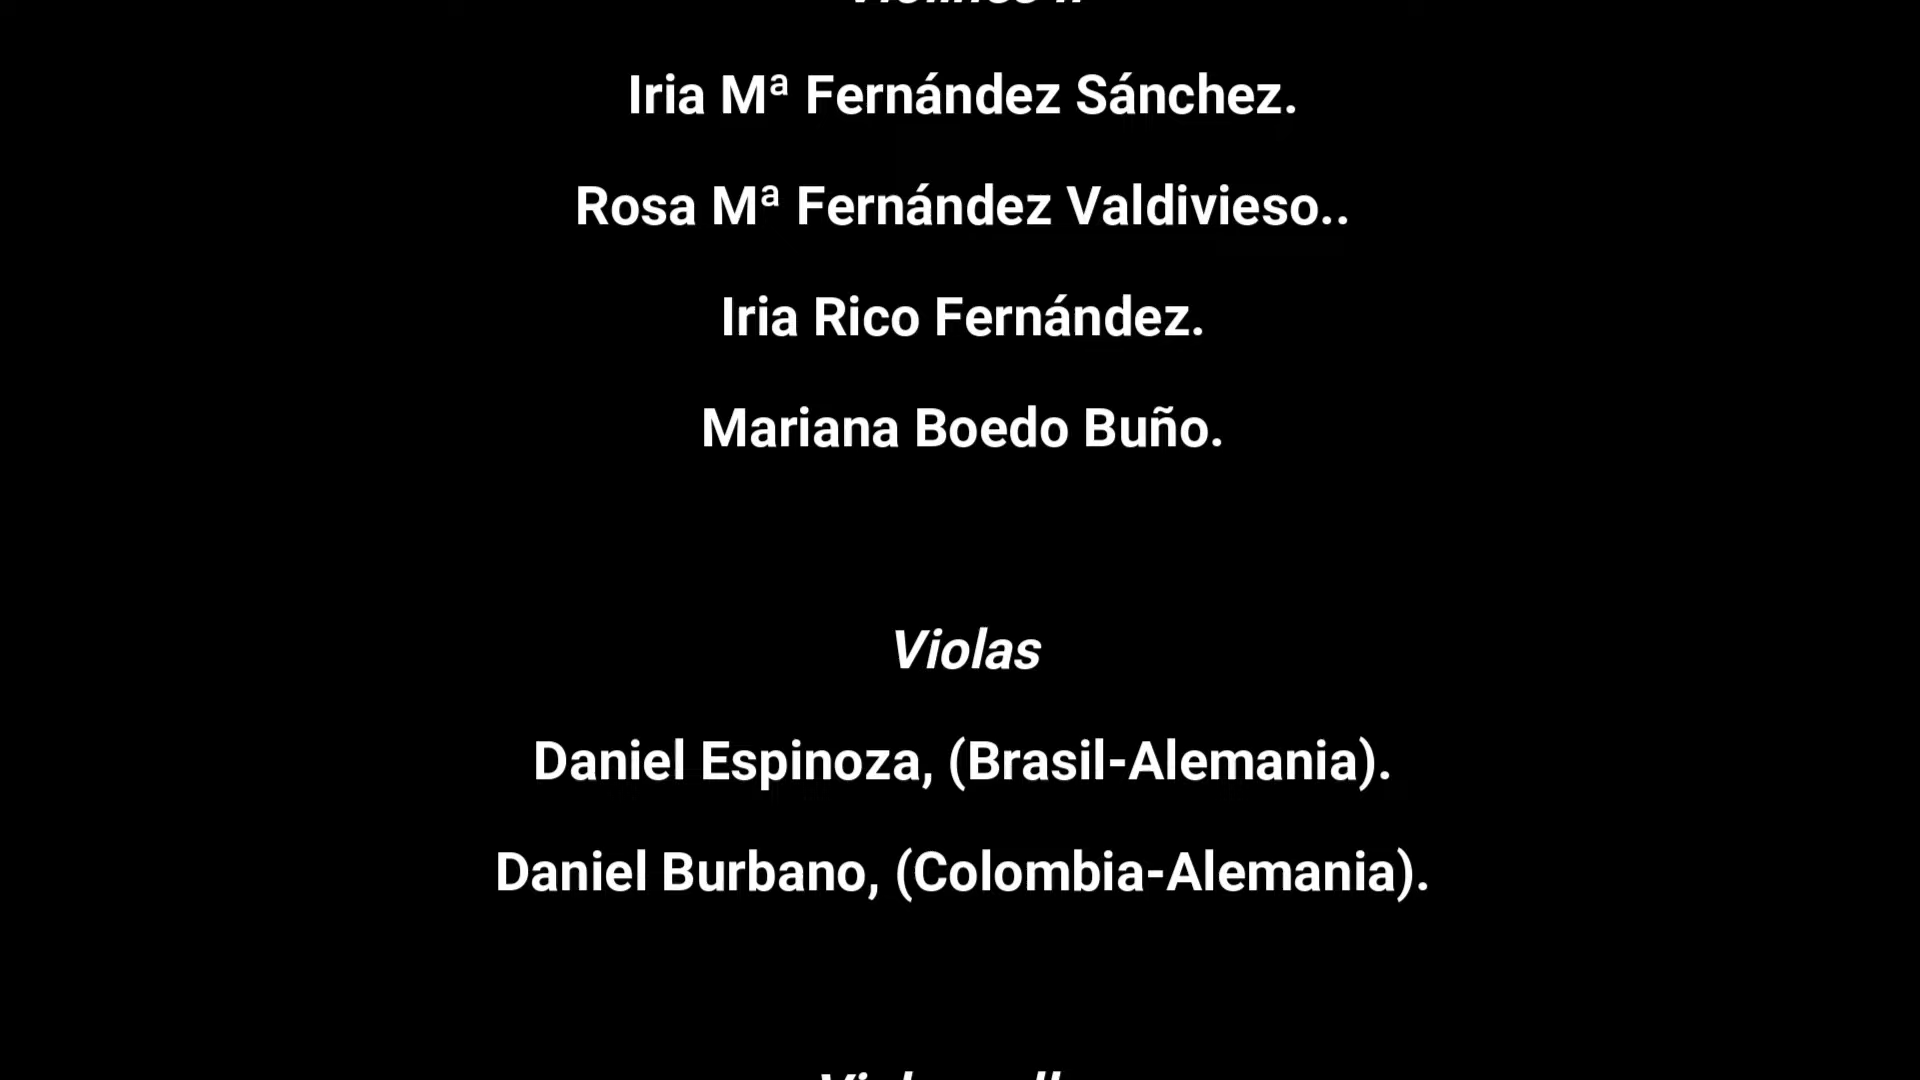 Iria Mª Fernández Sánchez.
Rosa Mª Fernández Valdivieso..
Iria Rico Fernández.
Mariana Boedo Buño.
Violas
Daniel Espinoza, (Brasil-Alemania).
Daniel Burbano, (Colombia-Alemania).